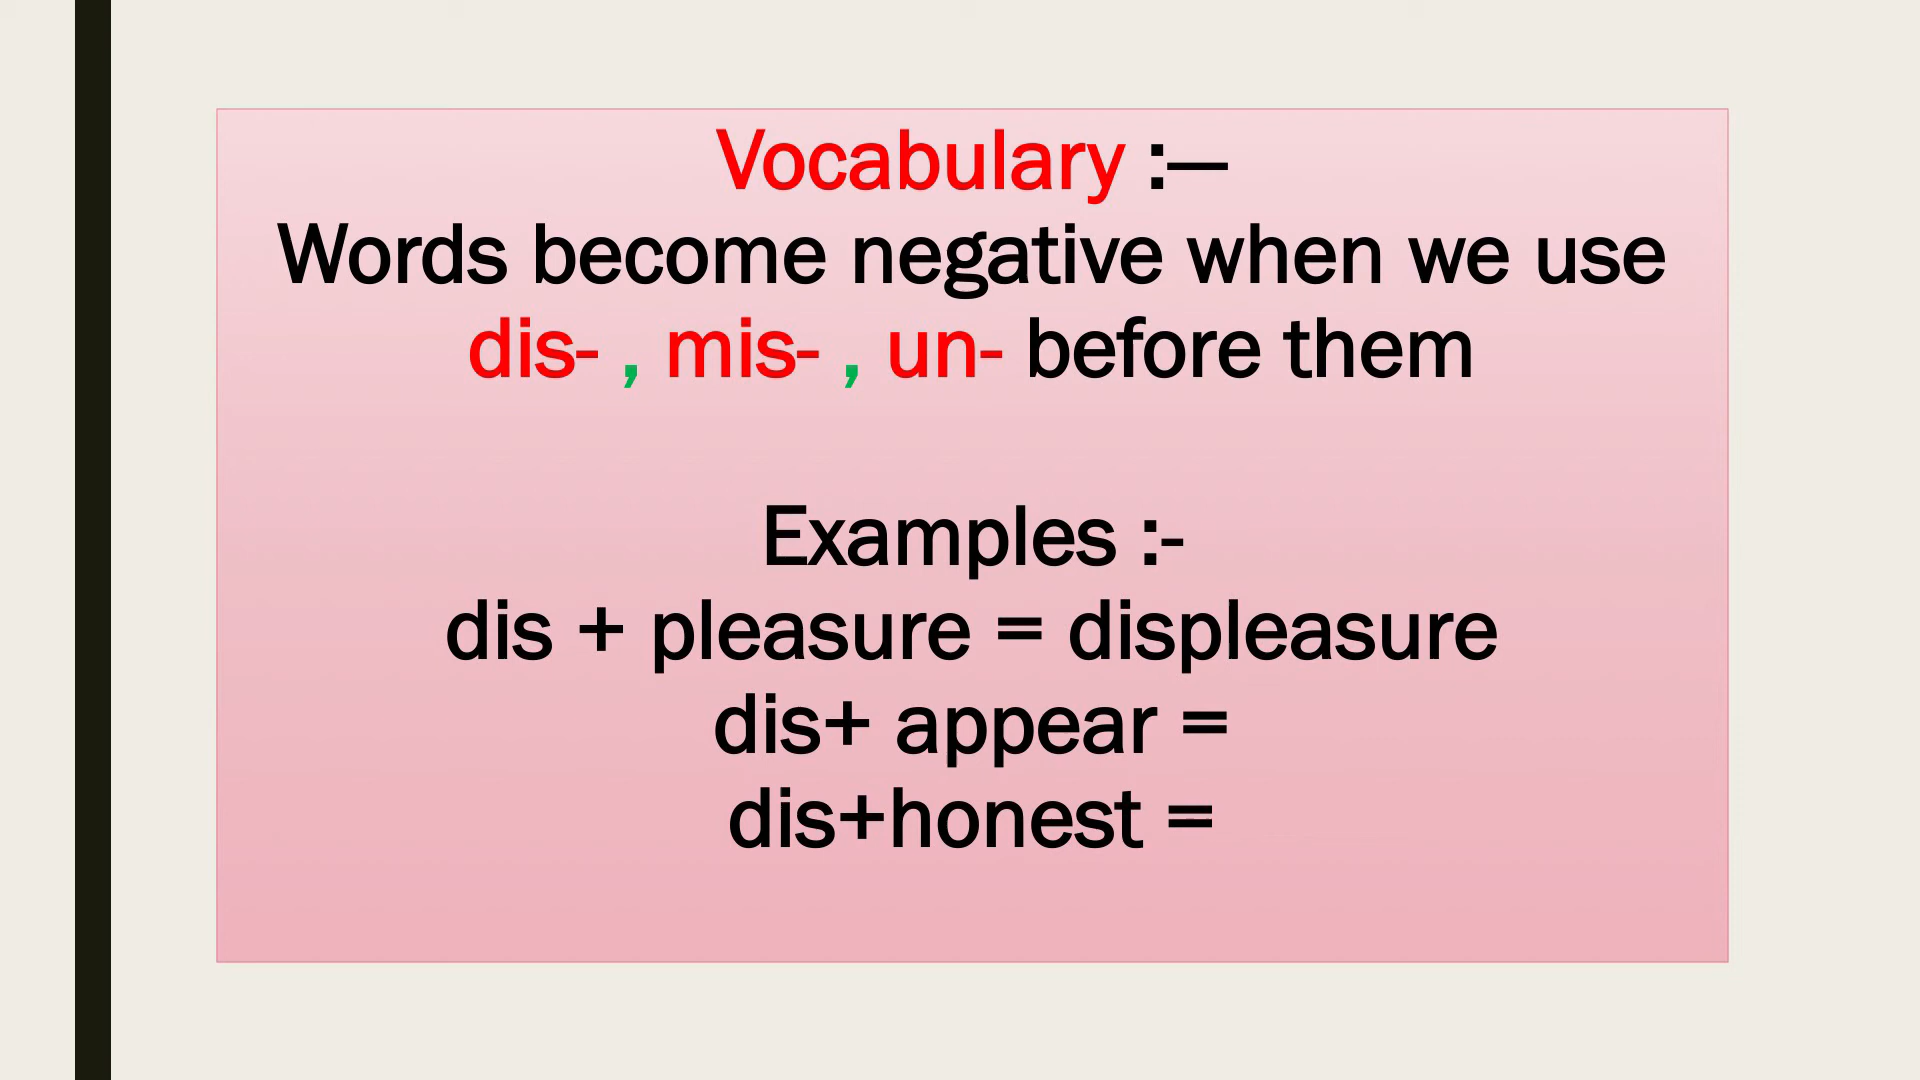 Vocabulary :—
Words become negative when we use
dis- , mis- , un- before them
Examples :-
dis + pleasure = displeasure
dis+ appear =
dis+honest =